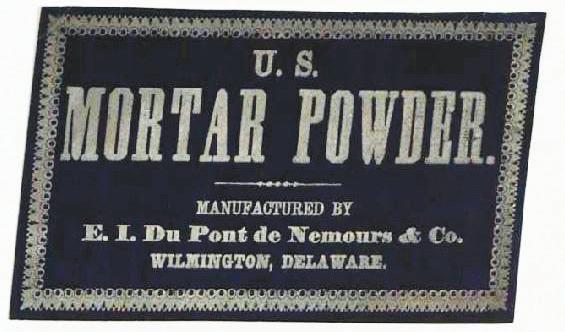 U. S.
MORTAR POWDER.
MANUFACTURED BY
E. I. Du Pont de Nemours & Co.
WILMINGTON, DELAWARE.